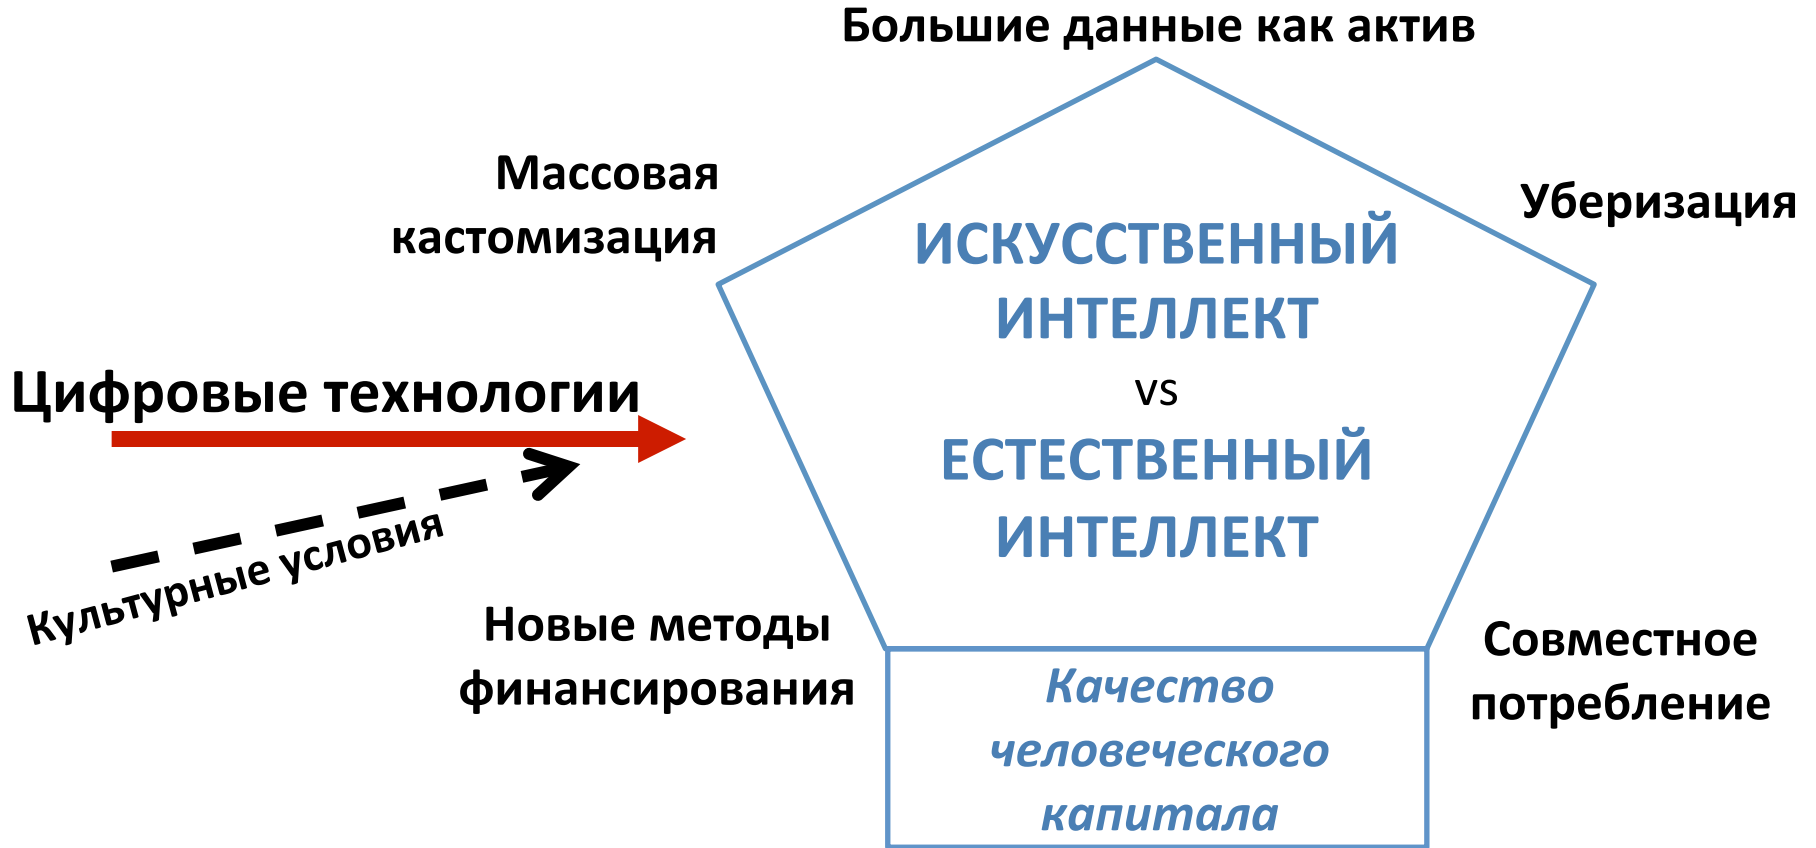 Большие данные как актив
Массовая
кастомизация
Уберизация
ИСКУССТВЕННЫЙ
ИНТЕЛЛЕКТ
vs
ЕСТЕСТВЕННЫЙ
ИНТЕЛЛЕКТ
Цифровые технологии
Культурные условия
Новые методы
финансирования
Совместное
потребление
Качество
человеческого
капитала